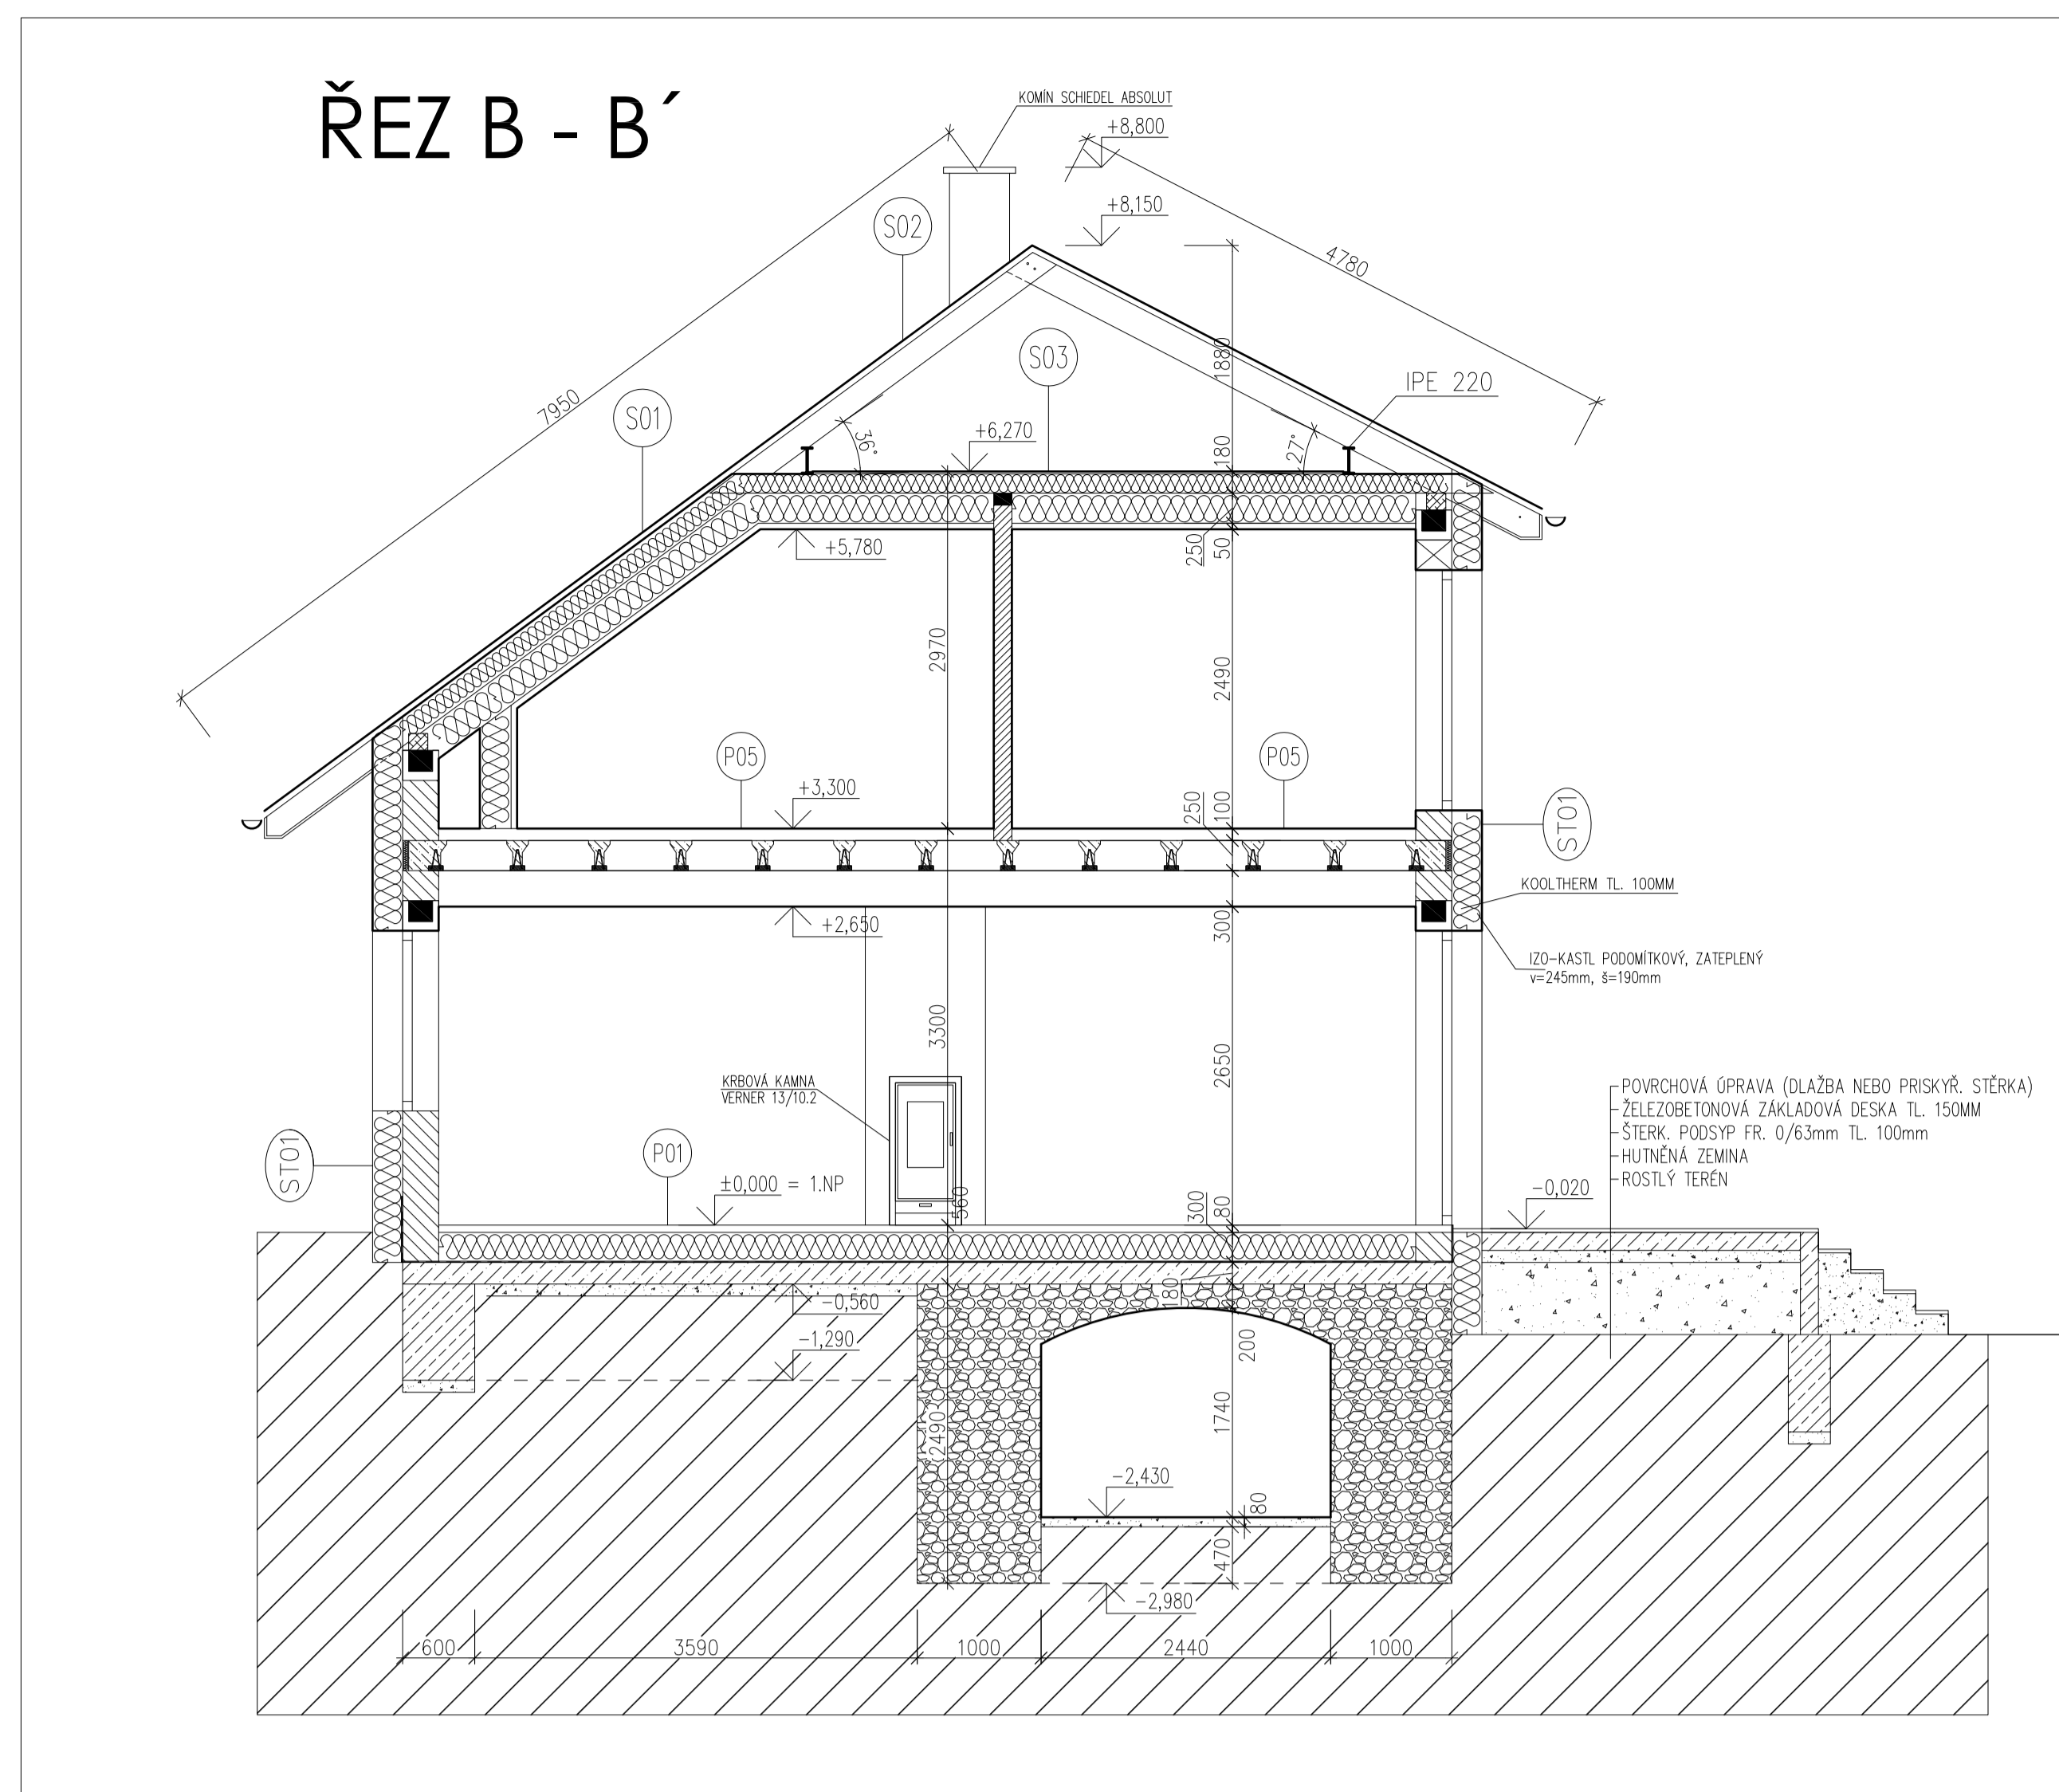 ŘEZ B - B´
KOMÍN SCHIEDEL ABSOLUT
+8,800
+8,150
S02
4780
7950
S01
S03
1880
IPE 220
36°
+6,270
27°
180
+5,780
250
50
2970
2490
P05
P05
+3,300
250
100
ST01
KOOLTHERM TL. 100MM
+2,650
300
IZO-KASTL PODOMÍTKOVÝ, ZATEPLENÝ
v=245mm, š=190mm
3300
2650
KRBOVÁ KAMNA
VERNER 13/10.2
POVRCHOVÁ ÚPRAVA (DLAŽBA NEBO PRISKYŘ. STĚRKA)
ŽELEZOBETONOVÁ ZÁKLADOVÁ DESKA TL. 150MM
ŠTERK. PODSYP FR. 0/63mm TL. 100mm
HUTNĚNÁ ZEMINA
ROSTLÝ TERÉN
ST01
P01
±0,000 = 1.NP
560
300
80
-0,020
180
-0,560
-1,290
200
2490
1740
-2,430
80
470
-2,980
600
3590
1000
2440
1000